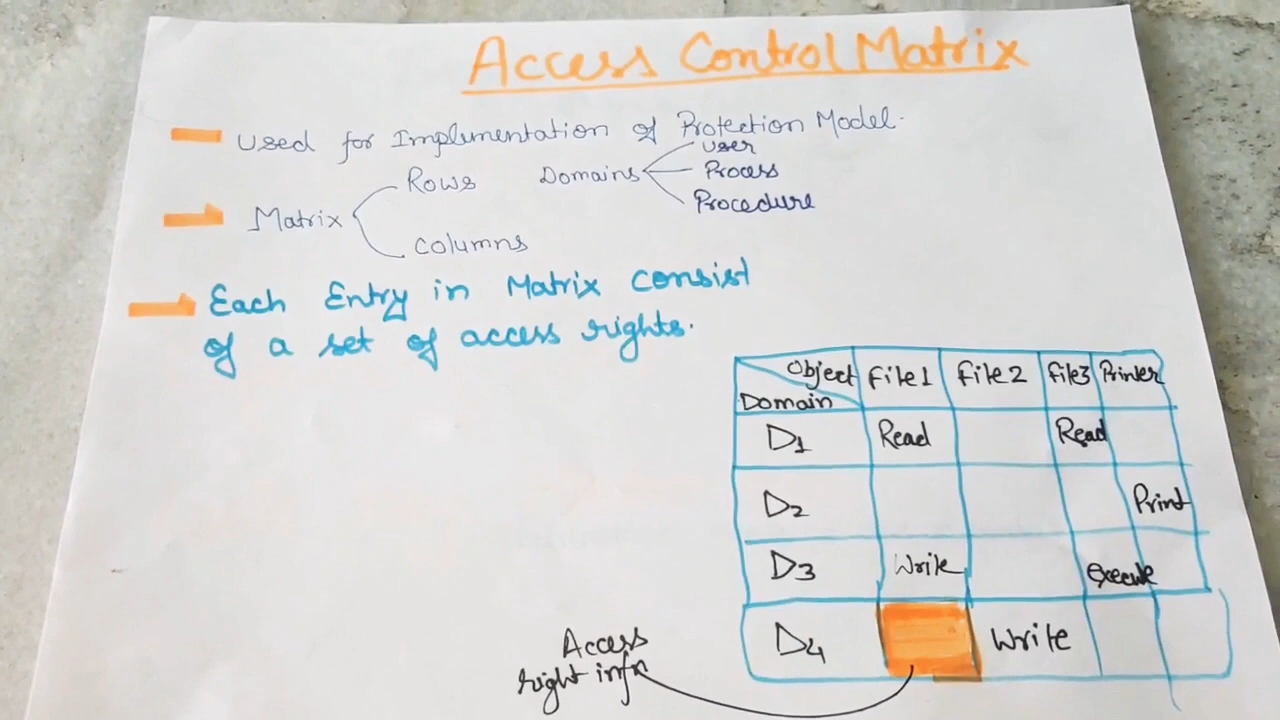 Access Control Matrix
Used for Implementation of Protection Model.
Rows Domains User
Process
Matrix Procedure
Columns
Each Entry in Matrix consist
of a set of access rights.
Object File1 File2 File3 Printer
Domain
D1 Read Read
D2 Print
D3 Write execute
D4 Write
Access
right infn